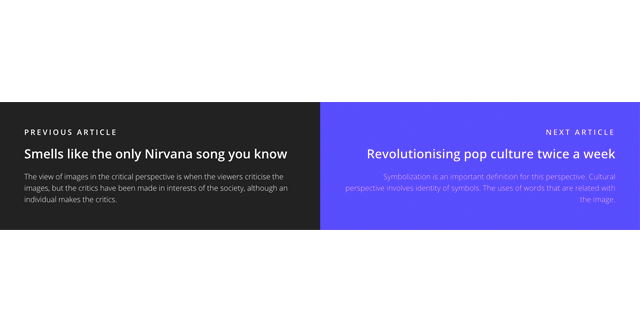 PREVIOUS ARTICLE
Smells like the only Nirvana song you know
The view of images in the critical perspective is when the viewers criticise the
images, but the critics have been made in interests of the society, although an
individual makes the critics.
NEXT ARTICLE
Revolutionising pop culture twice a week
Symbolization is an important definition for this perspective. Cultural
perspective involves identity of symbols. The uses of words that are related with
the image.